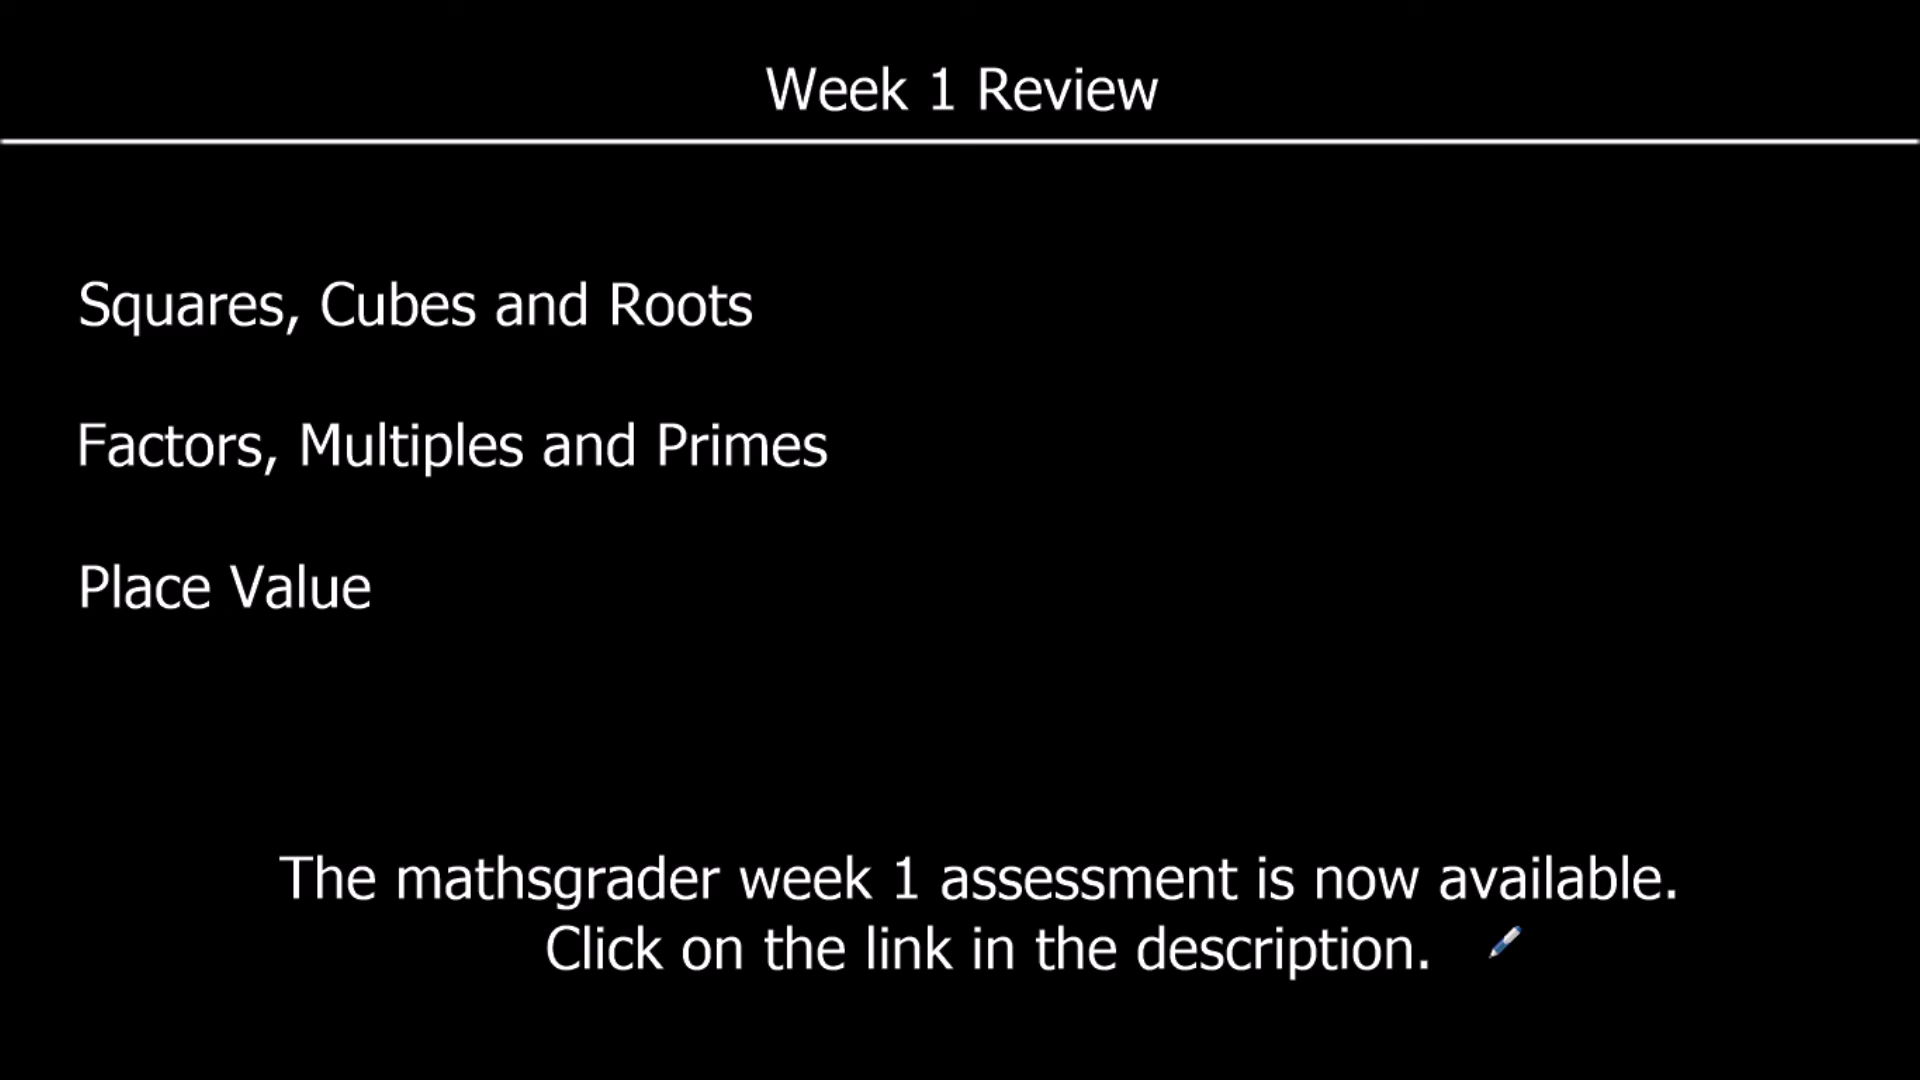 Week 1 Review
Squares, Cubes and Roots
Factors, Multiples and Primes
Place Value
The mathsgrader week 1 assessment is now available.
Click on the link in the description.